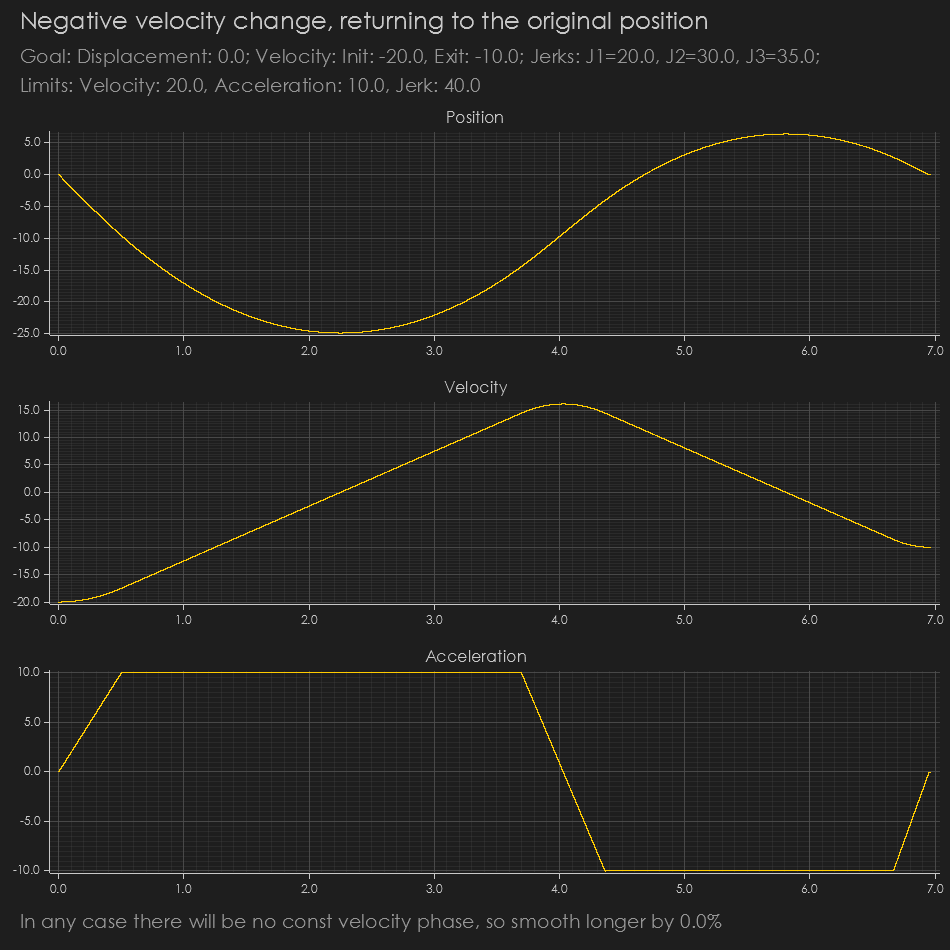 Negative velocity change, returning to the original position
Goal: Displacement: 0.0; Velocity: Init: -20.0, Exit: -10.0; Jerks: J1=20.0, J2=30.0, J3=35.0;
Limits: Velocity: 20.0, Acceleration: 10.0, Jerk: 40.0
Position
5.0
0.0
-5.0
-10.0
-15.0
-20.0
-25.0
0.0 1.0 2.0 3.0 4.0 5.0 6.0 7.0
Velocity
15.0
10.0
5.0
0.0
-5.0
-10.0
-15.0
-20.0
0.0 1.0 2.0 3.0 4.0 5.0 6.0 7.0
Acceleration
10.0
5.0
0.0
-5.0
-10.0
0.0 1.0 2.0 3.0 4.0 5.0 6.0 7.0
In any case there will be no const velocity phase, so smooth longer by 0.0%